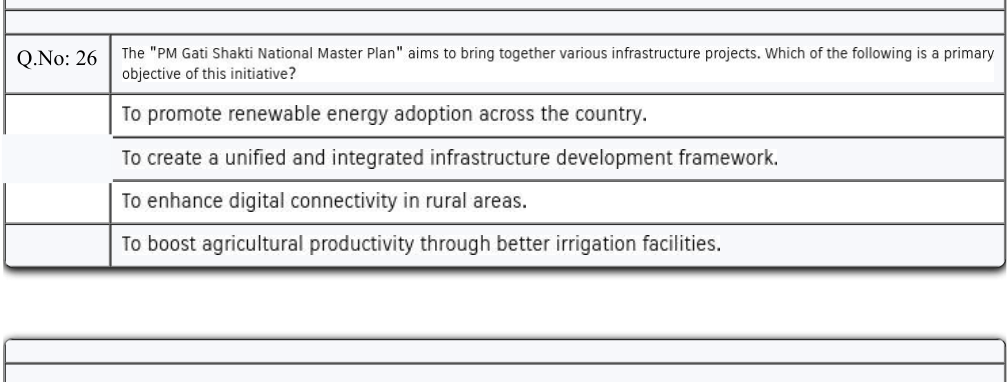 Q.No: 26
The "PM Gati Shakti National Master Plan" aims to bring together various infrastructure projects. Which of the following is a primary
objective of this initiative?
To promote renewable energy adoption across the country.
To create a unified and integrated infrastructure development framework.
To enhance digital connectivity in rural areas.
To boost agricultural productivity through better irrigation facilities.